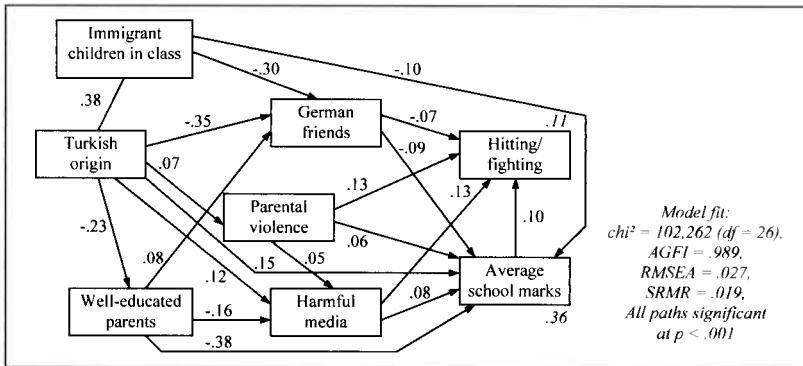 Immigrant
children in class
-.10
-.30
.38
-.35
German
friends
-.07
.11
Turkish
origin
.07
-.09
Hitting/
fighting
.13
.13
Parental
violence
-.23
.10
.06
.05
.08
.12
.15
Average
school marks
Well-educated
parents
-.16
Harmful
media
.08
.36
-.38
Model fit:
chi² = 102,262 (df = 26),
AGFI = .989,
RMSEA = .027,
SRMR = .019,
All paths significant
at p < .001